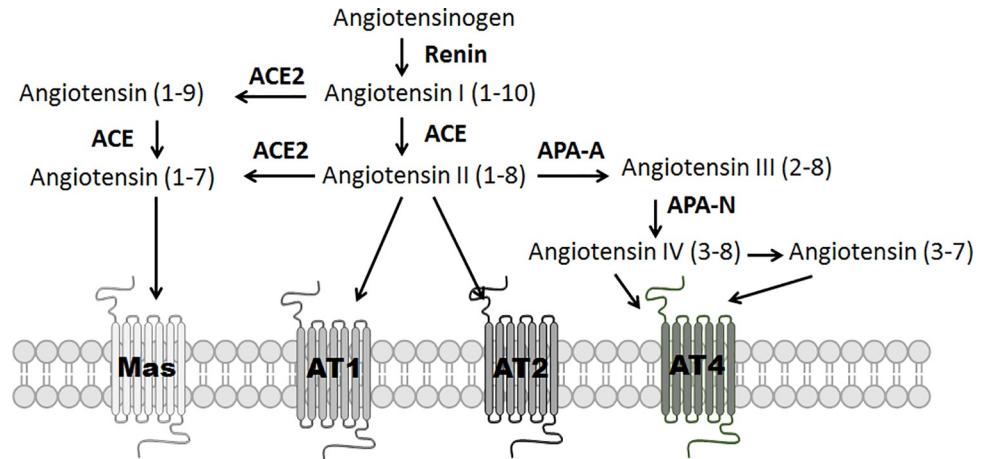 Angiotensinogen
Renin
ACE2
Angiotensin (1-9)
Angiotensin I (1-10)
ACE
ACE
ACE2
APA-A
Angiotensin (1-7)
Angiotensin II (1-8)
Angiotensin III (2-8)
APA-N
Angiotensin IV (3-8)
Angiotensin (3-7)
Mas
AT1
AT2
AT4